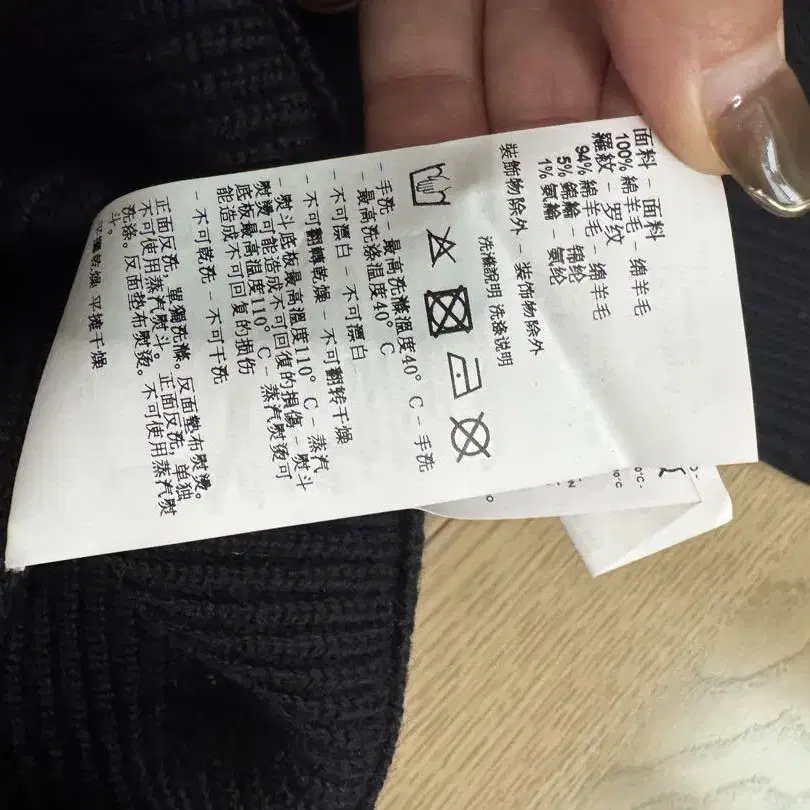 面料 - 面料
100% 綿羊毛 - 绵羊毛
羅紋 - 罗纹
94% 綿羊毛 - 绵羊毛
5% 錦綸 - 锦纶
1% 氨綸 - 氨纶
裝飾物除外 - 装饰物除外
洗滌說明 洗涤说明
- 手洗 - 最高洗滌溫度40° C - 手洗
- 最高洗涤温度40° C
- 不可漂白 - 不可漂白
- 不可翻轉乾燥 - 不可翻转干燥
- 熨斗底板最高溫度110° C - 蒸汽
熨燙可能造成不可回復的損傷 - 熨斗
底板最高温度110° C - 蒸汽熨烫可
能造成不可回复的损伤
- 不可乾洗 - 不可干洗
正面反洗, 單獨洗滌。反面墊布熨燙。
不可使用蒸汽熨斗。正面反洗, 单独
洗涤。反面垫布熨烫。不可使用蒸汽熨
斗。
平攤乾燥 平摊干燥